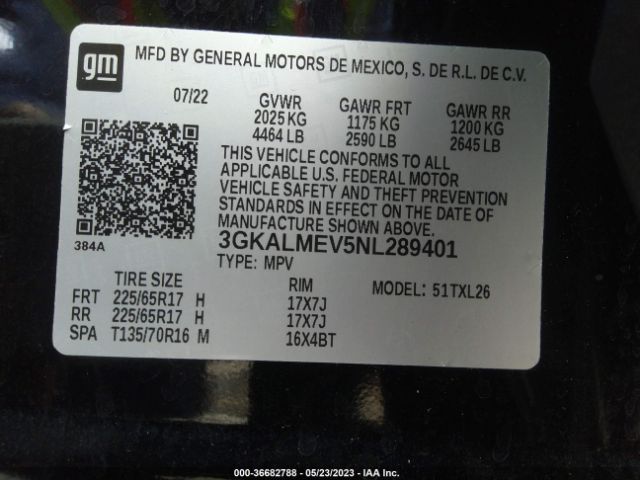 gm
MFD BY GENERAL MOTORS DE MEXICO, S. DE R.L. DE C.V.
07/22 GVWR GAWR FRT GAWR RR
2025 KG 1175 KG 1200 KG
4464 LB 2590 LB 2645 LB
THIS VEHICLE CONFORMS TO ALL
APPLICABLE U.S. FEDERAL MOTOR
VEHICLE SAFETY AND THEFT PREVENTION
STANDARDS IN EFFECT ON THE DATE OF
MANUFACTURE SHOWN ABOVE.
384A
3GKALMEV5NL289401
TYPE: MPV
TIRE SIZE RIM MODEL: 51TXL26
FRT 225/65R17 H 17X7J
RR 225/65R17 H 17X7J
SPA T135/70R16 M 16X4BT
000-36682788 - 05/23/2023 - IAA Inc.